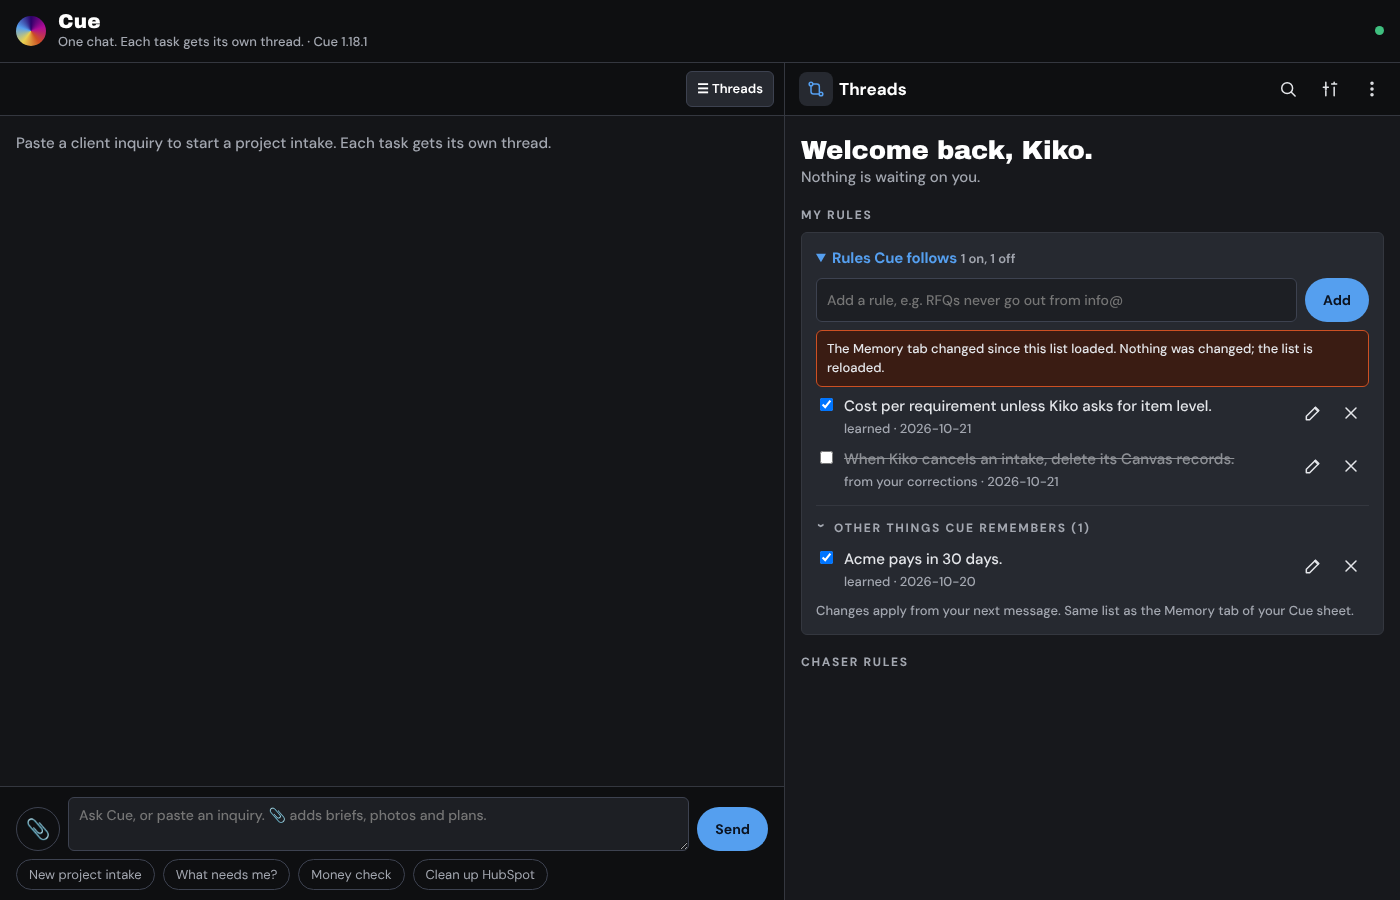 Cue
One chat. Each task gets its own thread. · Cue 1.18.1
☰ Threads
Threads
Paste a client inquiry to start a project intake. Each task gets its own thread.
Welcome back, Kiko.
Nothing is waiting on you.
MY RULES
▼ Rules Cue follows 1 on, 1 off
Add a rule, e.g. RFQs never go out from info@
Add
The Memory tab changed since this list loaded. Nothing was changed; the list is
reloaded.
Cost per requirement unless Kiko asks for item level.
learned · 2026-10-21
When Kiko cancels an intake, delete its Canvas records.
from your corrections · 2026-10-21
OTHER THINGS CUE REMEMBERS (1)
Acme pays in 30 days.
learned · 2026-10-20
Changes apply from your next message. Same list as the Memory tab of your Cue sheet.
CHASER RULES
Ask Cue, or paste an inquiry. 📎 adds briefs, photos and plans.
Send
New project intake
What needs me?
Money check
Clean up HubSpot